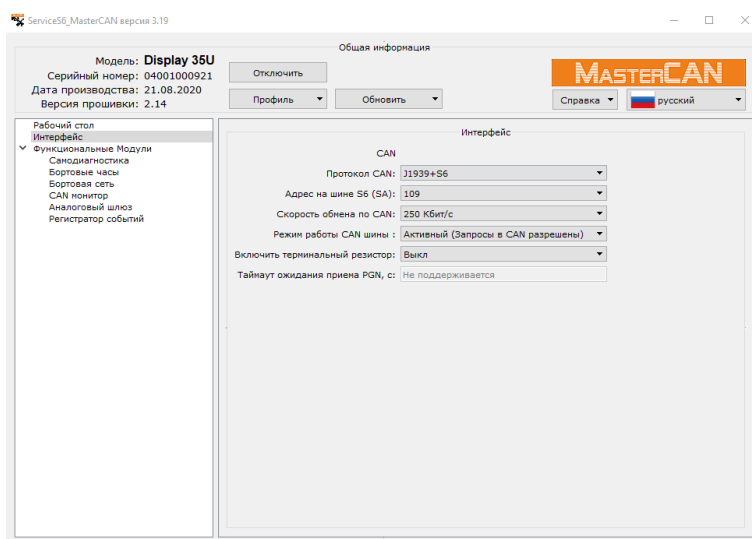 ServiceS6_MasterCAN версия 3.19
Общая информация
Модель: Display 35U
Серийный номер: 04001000921
Дата производства: 21.08.2020
Версия прошивки: 2.14
Отключить
Профиль
Обновить
MASTERCAN
Справка
русский
Рабочий стол
Интерфейс
Функциональные Модули
Самодиагностика
Бортовые часы
Бортовая сеть
CAN монитор
Аналоговый шлюз
Регистратор событий
Интерфейс
CAN
Протокол CAN: J1939+S6
Адрес на шине S6 (SA): 109
Скорость обмена по CAN: 250 Кбит/с
Режим работы CAN шины : Активный (Запросы в CAN разрешены)
Включить терминальный резистор: Выкл
Таймаут ожидания приема PGN, с: Не поддерживается